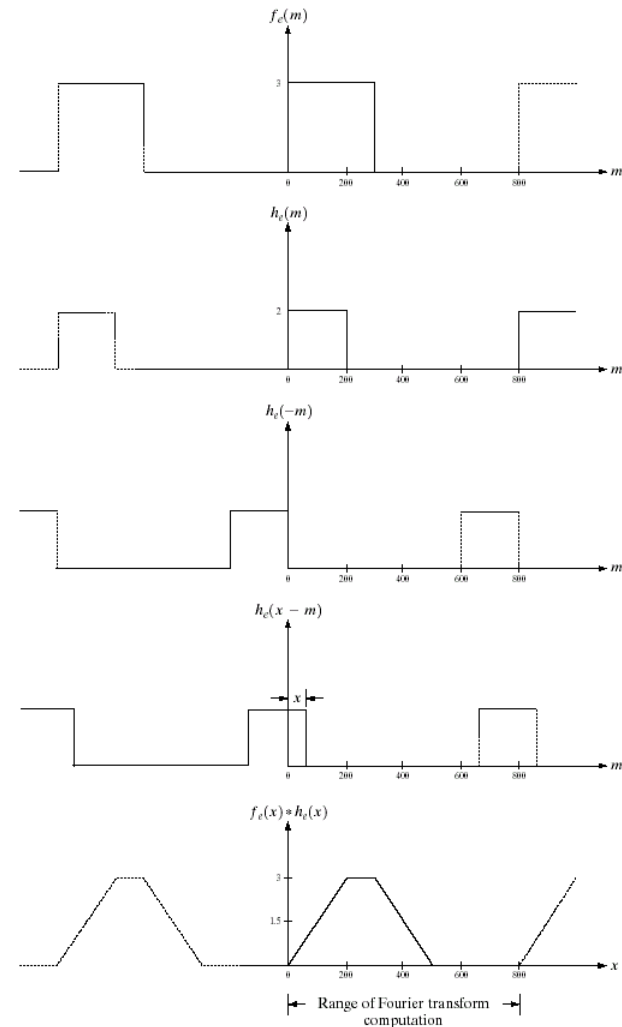 f_e(m)
3
m
0 200 400 600 800
h_e(m)
2
m
0 200 400 600 800
h_e(−m)
m
0 200 400 600 800
h_e(x − m)
x
m
0 200 400 600 800
f_e(x) * h_e(x)
3
1.5
x
0 200 400 600 800
Range of Fourier transform
computation